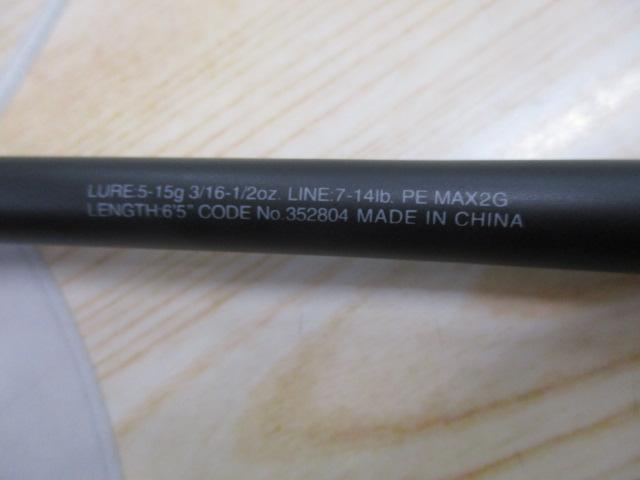 LURE:5-15g 3/16-1/2oz. LINE:7-14lb. PE MAX2G
LENGTH:6'5" CODE No.352804 MADE IN CHINA